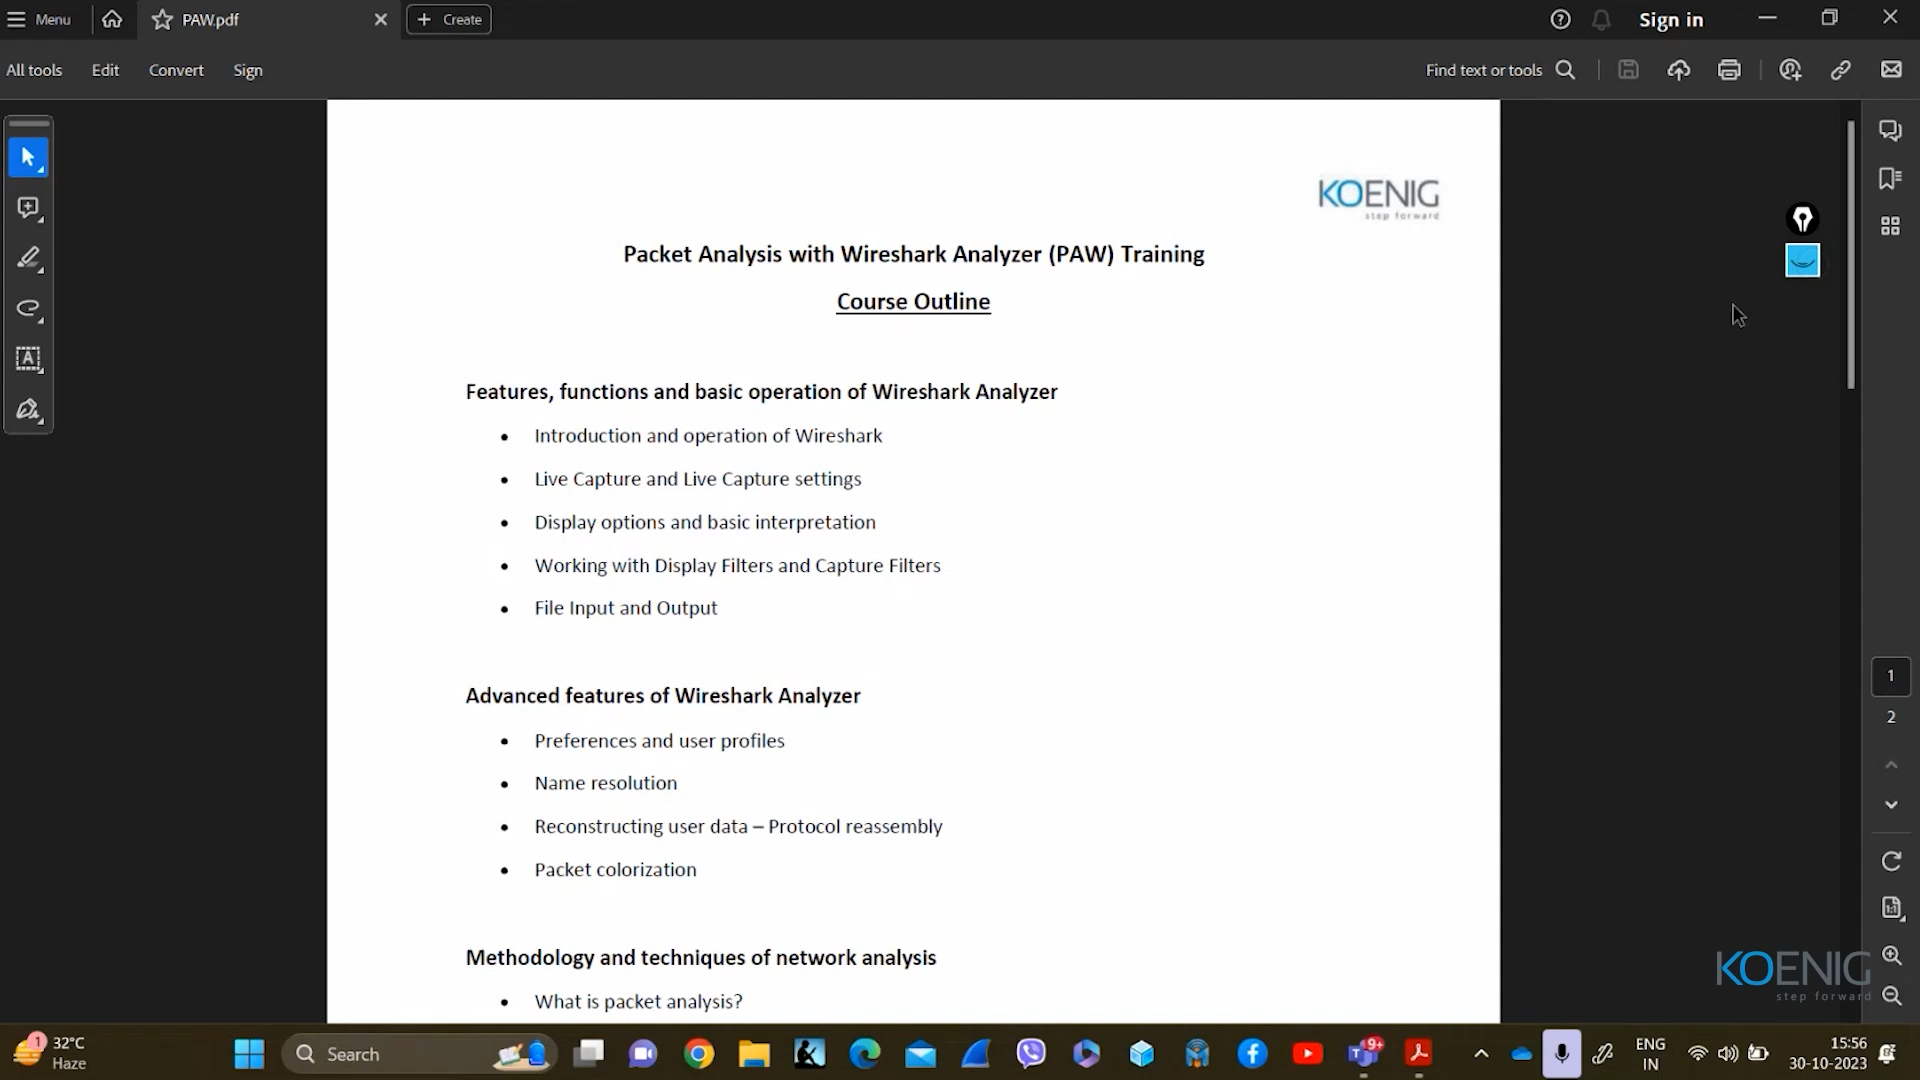 Menu
PAW.pdf
Create
Sign in
All tools
Edit
Convert
Sign
Find text or tools
KOENIG
step forward
Packet Analysis with Wireshark Analyzer (PAW) Training
Course Outline
Features, functions and basic operation of Wireshark Analyzer
• Introduction and operation of Wireshark
• Live Capture and Live Capture settings
• Display options and basic interpretation
• Working with Display Filters and Capture Filters
• File Input and Output
Advanced features of Wireshark Analyzer
• Preferences and user profiles
• Name resolution
• Reconstructing user data – Protocol reassembly
• Packet colorization
Methodology and techniques of network analysis
• What is packet analysis?
1
2
KOENIG
step forward
1
32°C
Haze
Search
9+
ENG
IN
15:56
30-10-2023